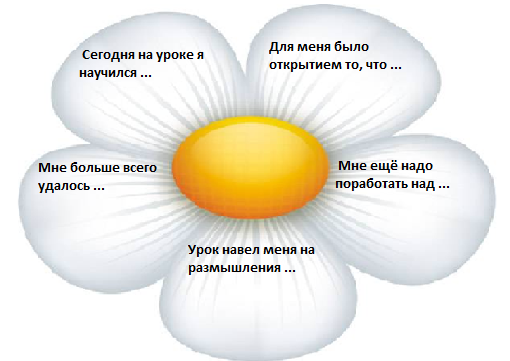 Сегодня на уроке я
научился ...
Для меня было
открытием то, что ...
Мне больше всего
удалось ...
Мне ещё надо
поработать над ...
Урок навел меня на
размышления ...